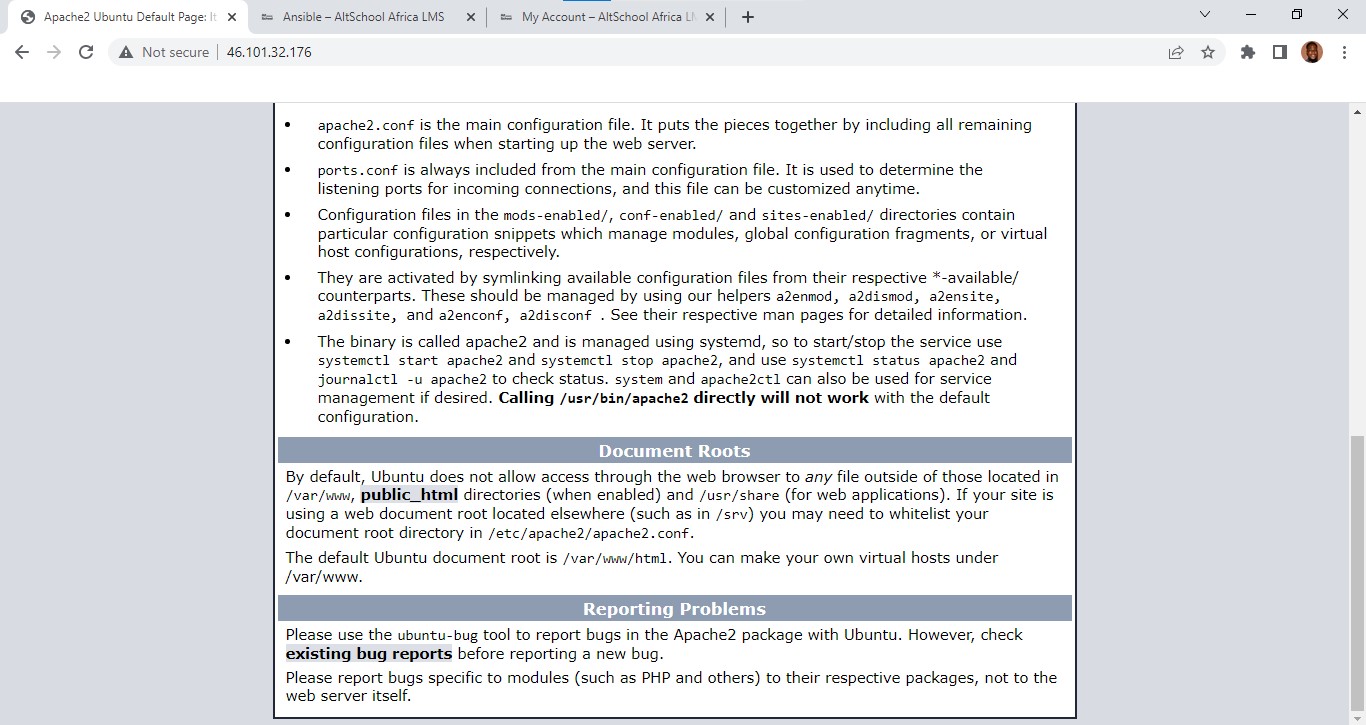 Apache2 Ubuntu Default Page: It
Ansible – AltSchool Africa LMS
My Account – AltSchool Africa LM
Not secure
46.101.32.176
• apache2.conf is the main configuration file. It puts the pieces together by including all remaining
configuration files when starting up the web server.
• ports.conf is always included from the main configuration file. It is used to determine the
listening ports for incoming connections, and this file can be customized anytime.
• Configuration files in the mods-enabled/, conf-enabled/ and sites-enabled/ directories contain
particular configuration snippets which manage modules, global configuration fragments, or virtual
host configurations, respectively.
• They are activated by symlinking available configuration files from their respective *-available/
counterparts. These should be managed by using our helpers a2enmod, a2dismod, a2ensite,
a2dissite, and a2enconf, a2disconf . See their respective man pages for detailed information.
• The binary is called apache2 and is managed using systemd, so to start/stop the service use
systemctl start apache2 and systemctl stop apache2, and use systemctl status apache2 and
journalctl -u apache2 to check status. system and apache2ctl can also be used for service
management if desired. Calling /usr/bin/apache2 directly will not work with the default
configuration.
Document Roots
By default, Ubuntu does not allow access through the web browser to any file outside of those located in
/var/www, public_html directories (when enabled) and /usr/share (for web applications). If your site is
using a web document root located elsewhere (such as in /srv) you may need to whitelist your
document root directory in /etc/apache2/apache2.conf.
The default Ubuntu document root is /var/www/html. You can make your own virtual hosts under
/var/www.
Reporting Problems
Please use the ubuntu-bug tool to report bugs in the Apache2 package with Ubuntu. However, check
existing bug reports before reporting a new bug.
Please report bugs specific to modules (such as PHP and others) to their respective packages, not to the
web server itself.